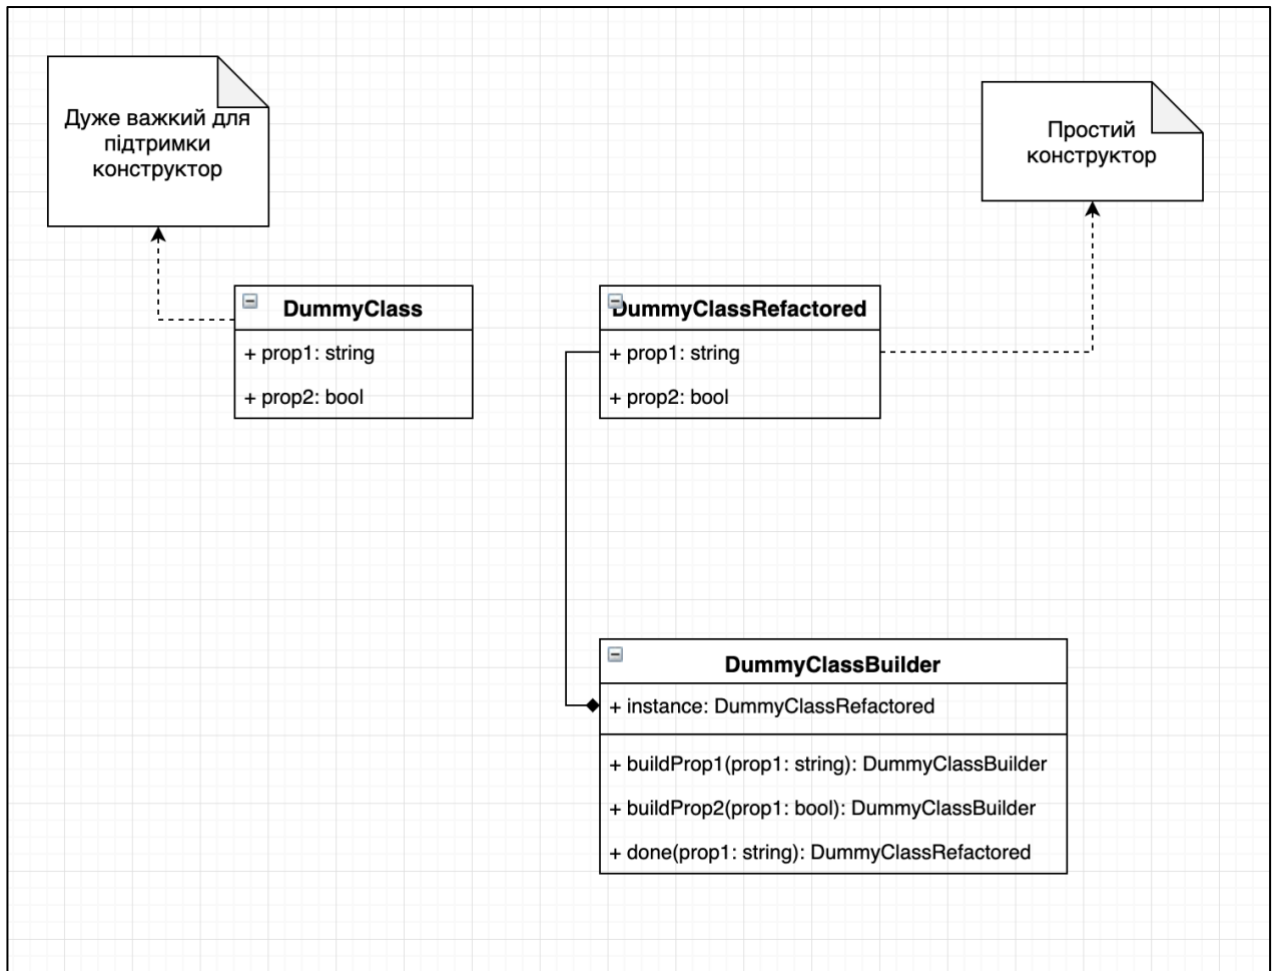 Дуже важкий для
підтримки
конструктор
Простий
конструктор
DummyClass
+ prop1: string
+ prop2: bool
DummyClassRefactored
+ prop1: string
+ prop2: bool
DummyClassBuilder
+ instance: DummyClassRefactored
+ buildProp1(prop1: string): DummyClassBuilder
+ buildProp2(prop1: bool): DummyClassBuilder
+ done(prop1: string): DummyClassRefactored